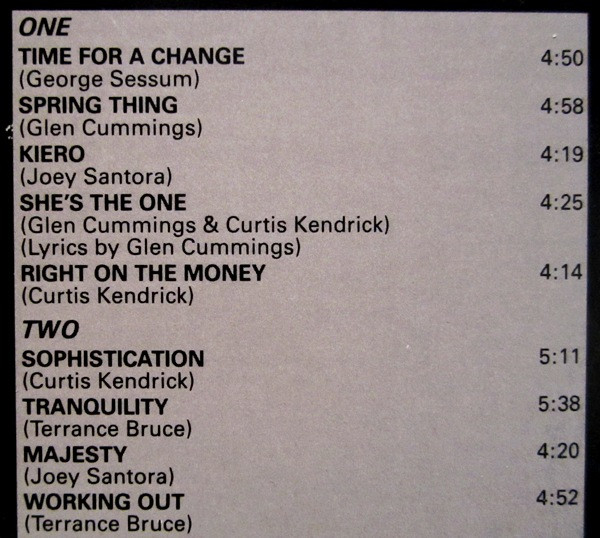 ONE
TIME FOR A CHANGE 4:50
(George Sessum)
SPRING THING 4:58
(Glen Cummings)
KIERO 4:19
(Joey Santora)
SHE'S THE ONE 4:25
(Glen Cummings & Curtis Kendrick)
(Lyrics by Glen Cummings)
RIGHT ON THE MONEY 4:14
(Curtis Kendrick)
TWO
SOPHISTICATION 5:11
(Curtis Kendrick)
TRANQUILITY 5:38
(Terrance Bruce)
MAJESTY 4:20
(Joey Santora)
WORKING OUT 4:52
(Terrance Bruce)